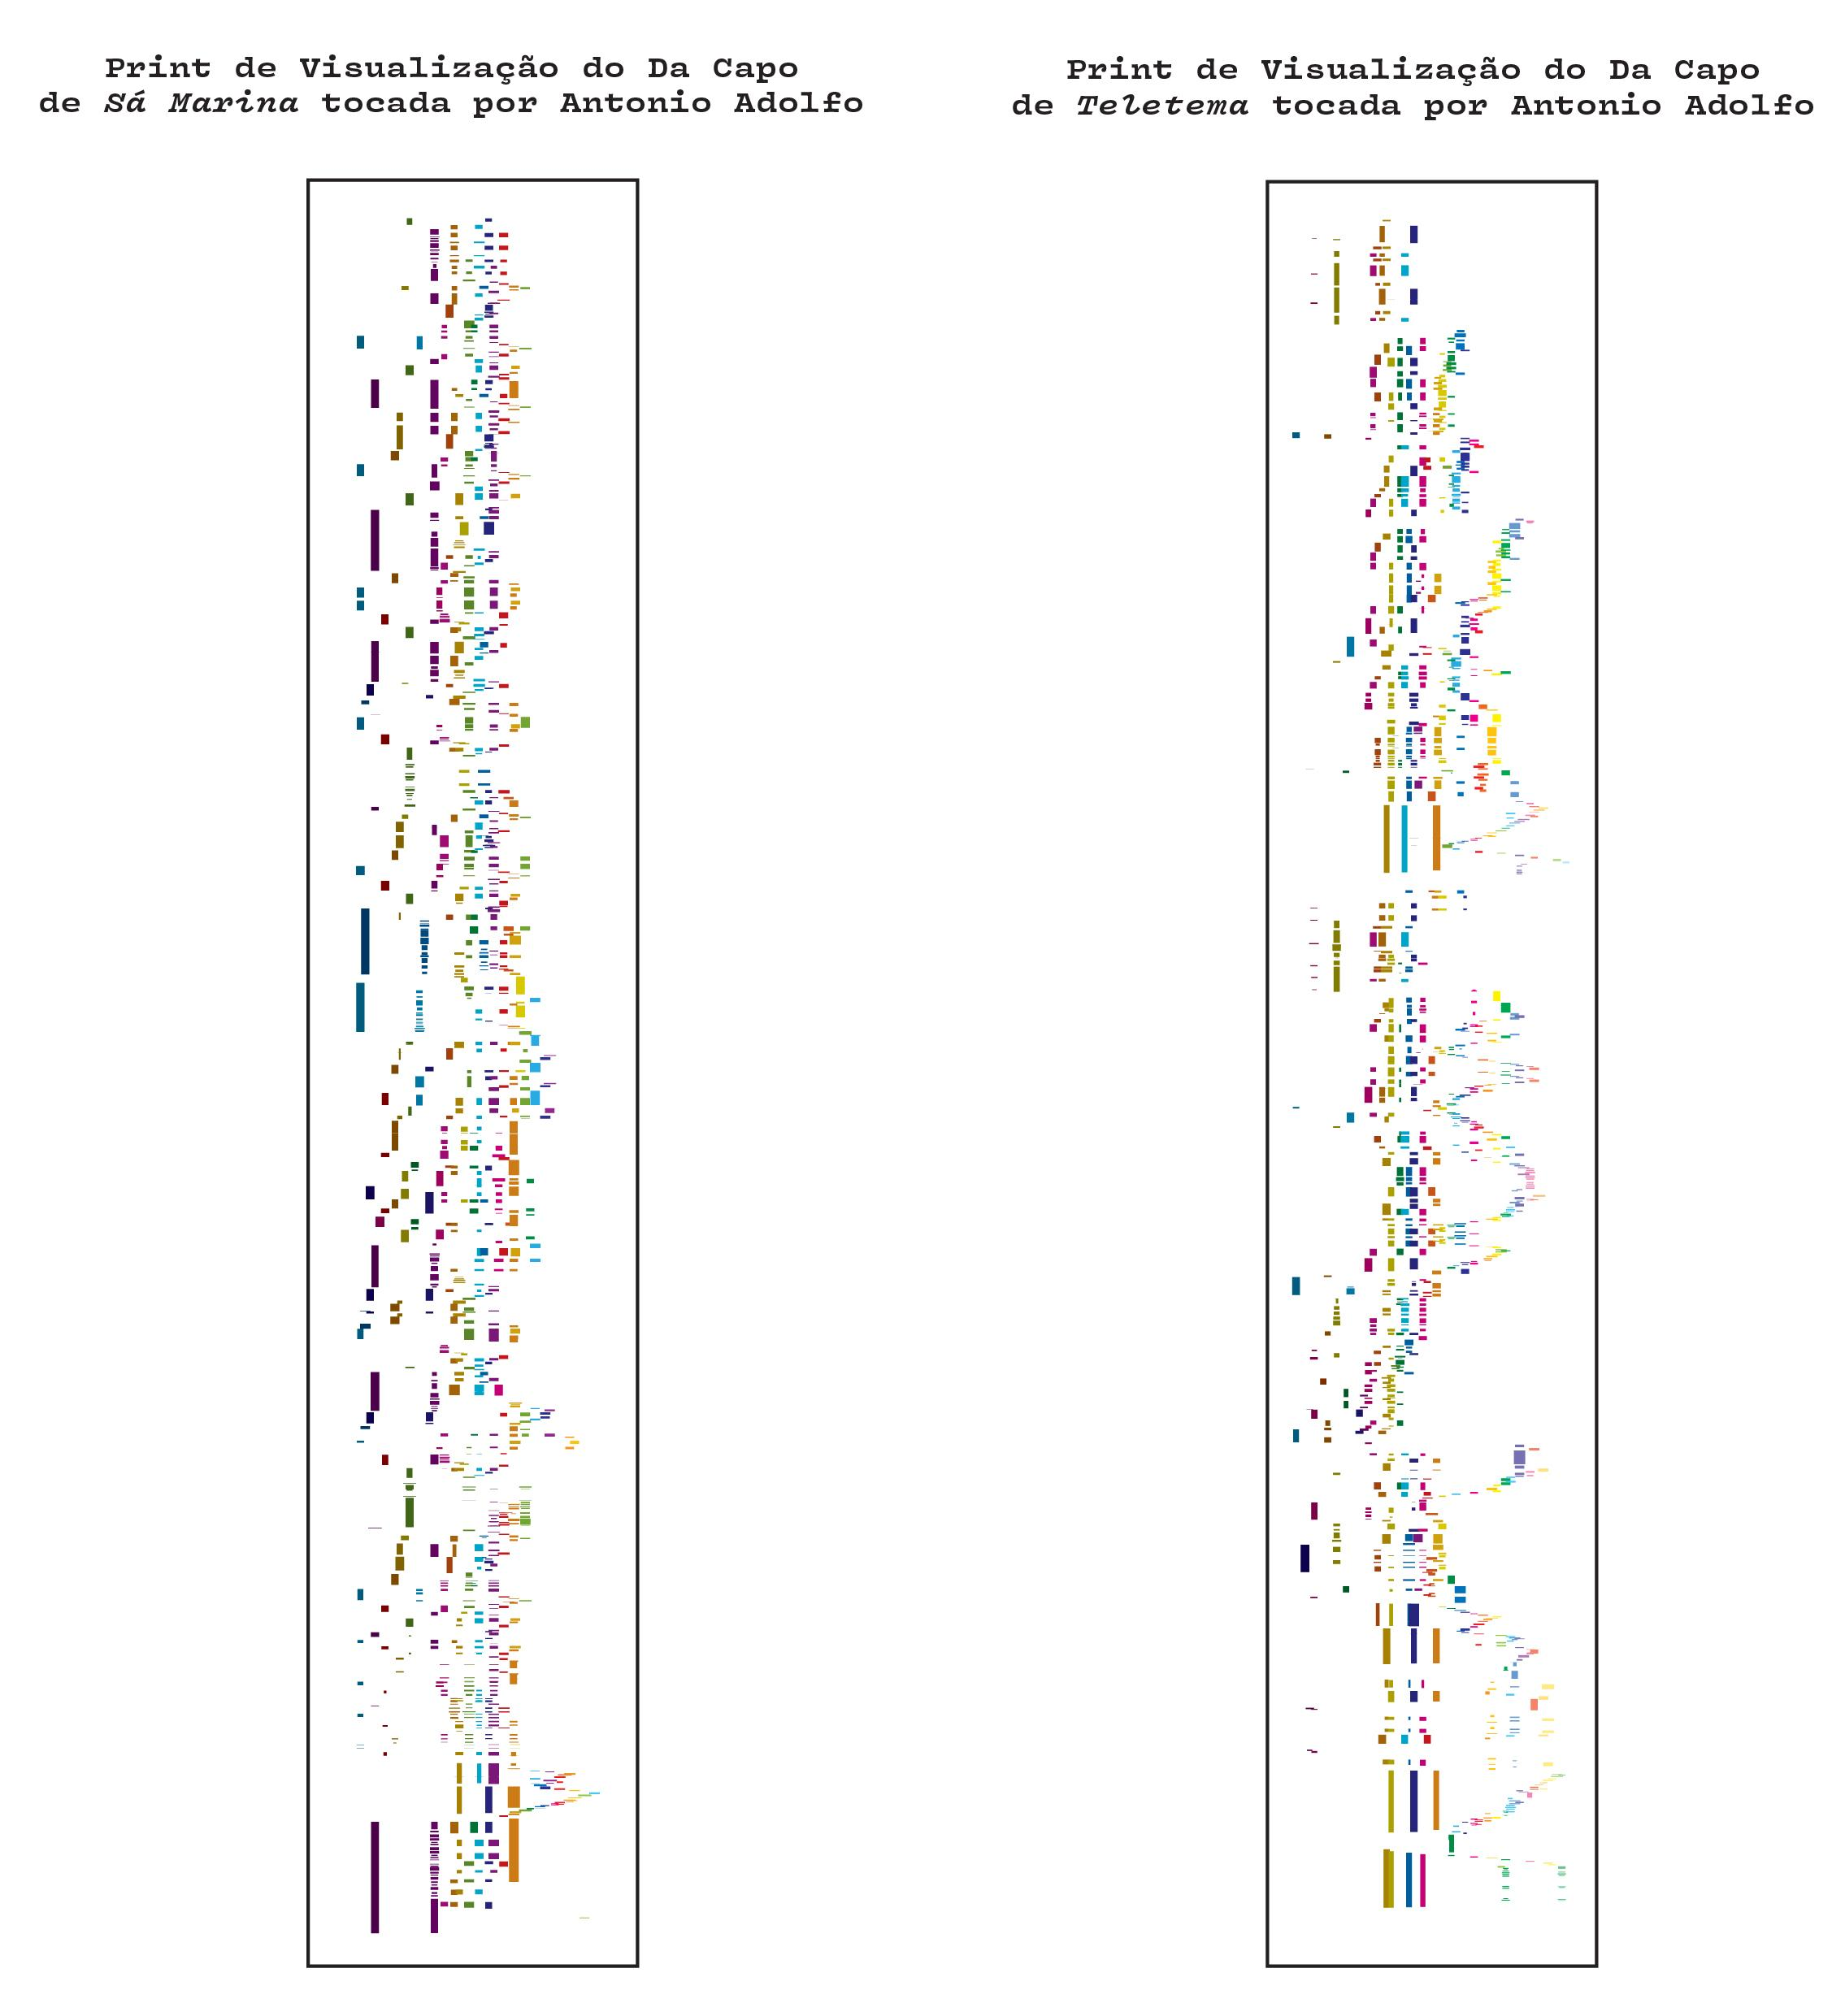 Print de Visualização do Da Capo
de Sá Marina tocada por Antonio Adolfo
Print de Visualização do Da Capo
de Teletema tocada por Antonio Adolfo